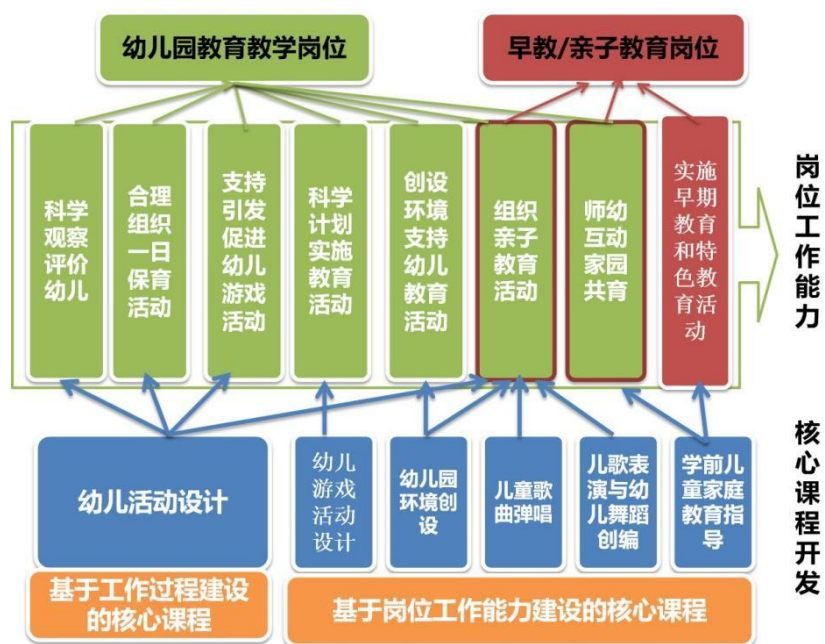 幼儿园教育教学岗位
早教/亲子教育岗位
科学
观察
评价
幼儿
合理
组织
一日
保育
活动
支持
引发
促进
幼儿
游戏
活动
科学
计划
实施
教育
活动
创设
环境
支持
幼儿
教育
活动
组织
亲子
教育
活动
师幼
互动
家园
共育
实施
早期
教育
和特
色教
育活
动
岗位工作能力
幼儿活动设计
幼儿
游戏
活动
设计
幼儿园
环境创
设
儿童歌
曲弹唱
儿歌表
演与幼
儿舞蹈
创编
学前儿
童家庭
教育指
导
核心课程开发
基于工作过程建设
的核心课程
基于岗位工作能力建设的核心课程